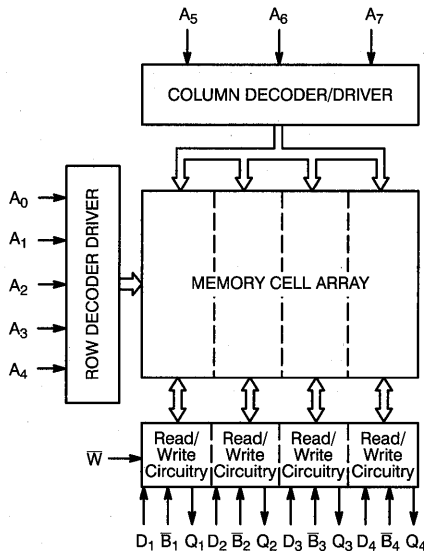 A5 A6 A7
COLUMN DECODER/DRIVER
A0
A1
A2
A3
A4
ROW DECODER DRIVER
MEMORY CELL ARRAY
W̅
Read/ Write Circuitry
Read/ Write Circuitry
Read/ Write Circuitry
Read/ Write Circuitry
D1 B̅1 Q1 D2 B̅2 Q2 D3 B̅3 Q3 D4 B̅4 Q4